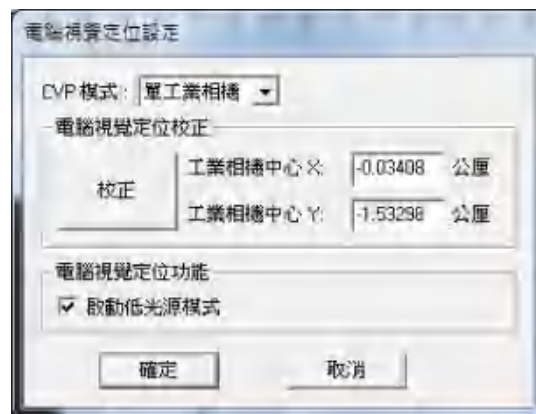 電腦視覺定位設定
CVP 模式: 單工業相機
電腦視覺定位校正
校正
工業相機中心 X: -0.03408 公厘
工業相機中心 Y: -1.53298 公厘
電腦視覺定位功能
啟動低光源模式
確定 取消